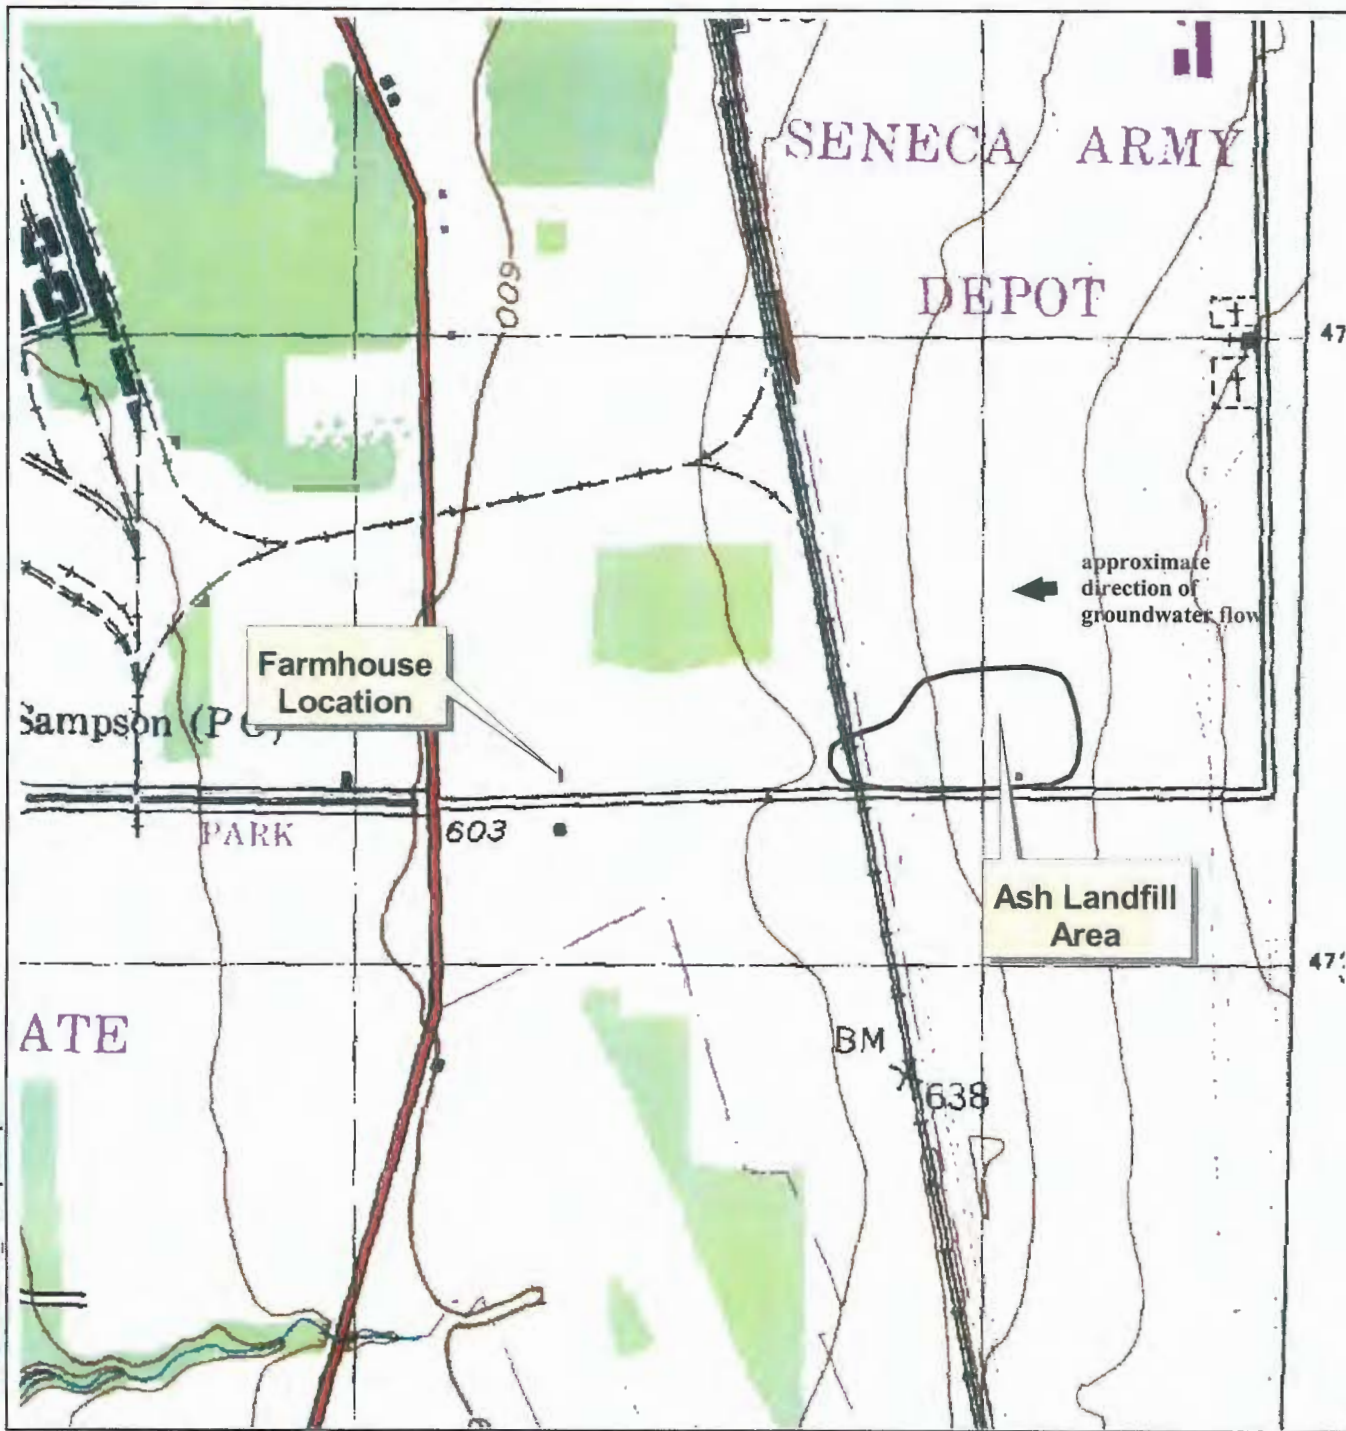 SENECA ARMY
DEPOT
600
47
approximate
direction of
groundwater flow
Farmhouse
Location
Sampson (PO)
PARK
603
Ash Landfill
Area
ATE
BM
638